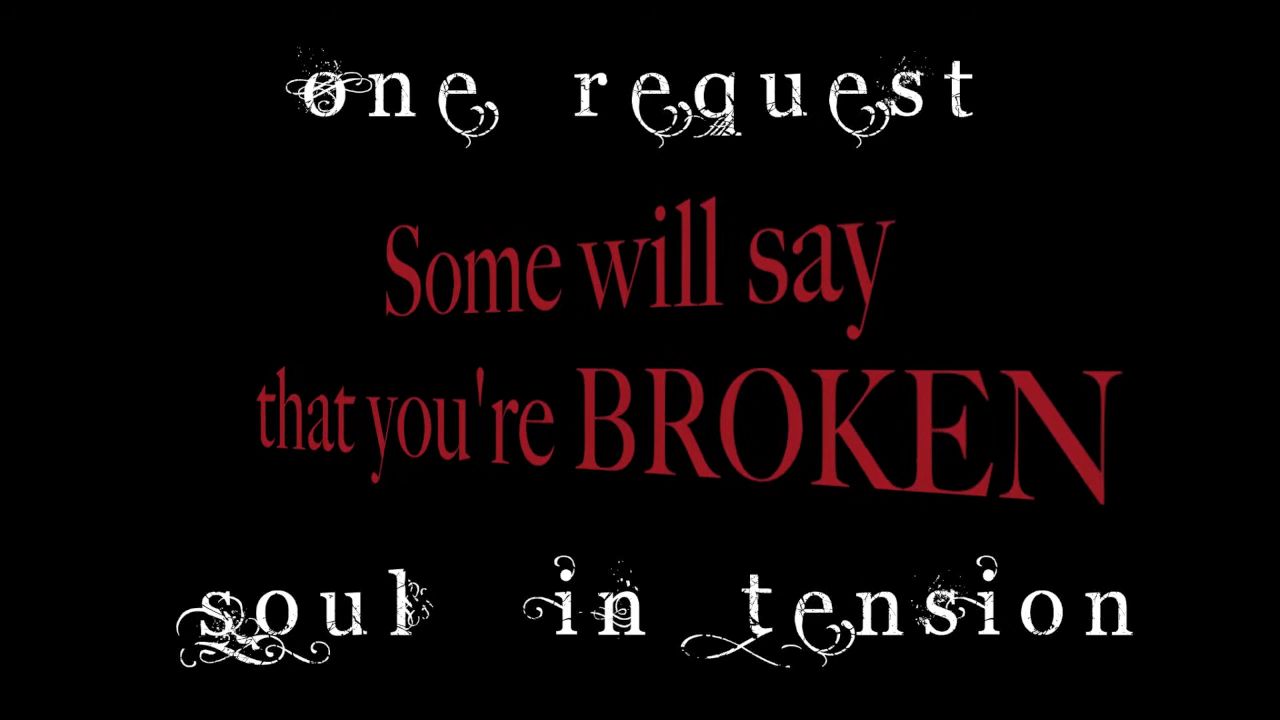 one request
Some will say
that you're BROKEN
soul in tension